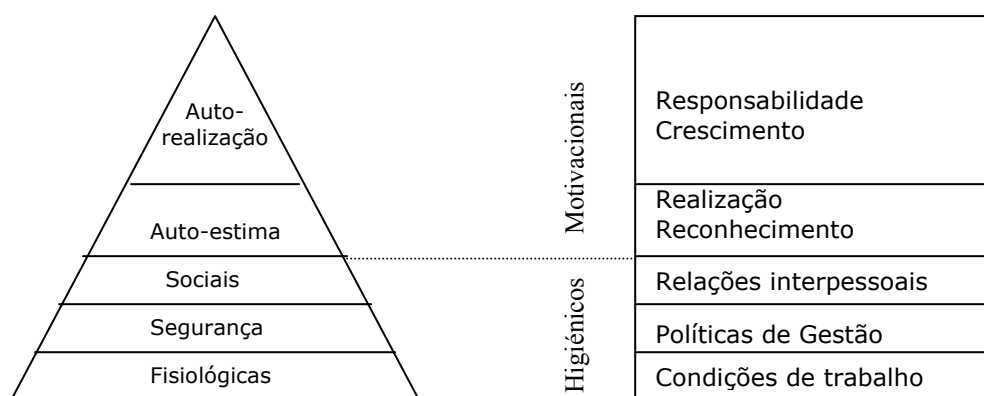 Auto-
realização
Auto-estima
Sociais
Segurança
Fisiológicas
Motivacionais
Higiénicos
Responsabilidade
Crescimento
Realização
Reconhecimento
Relações interpessoais
Políticas de Gestão
Condições de trabalho